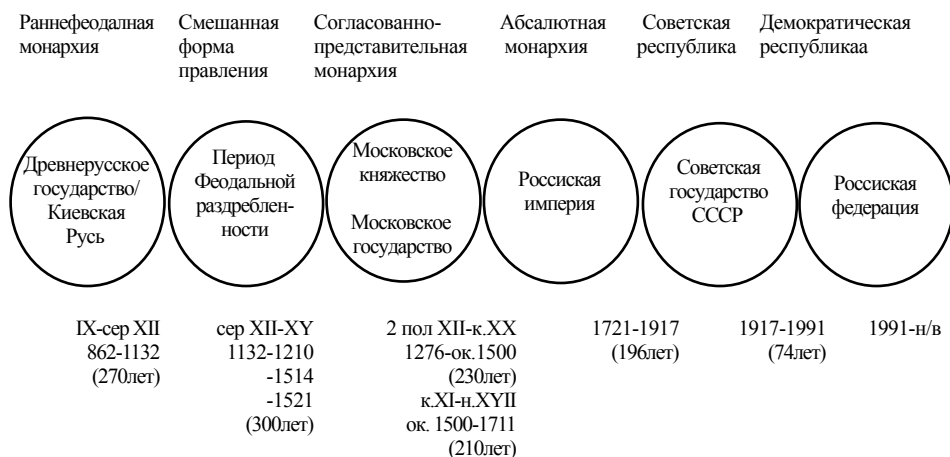 Раннефеодалная
монархия
Смешанная
форма
правления
Согласованно-
представительная
монархия
Абсалютная
монархия
Советская
республика
Демократическая
республикаа
Древнерусское
государство/
Киевская
Русь
Период
Феодальной
раздреблен-
ности
Московское
княжество
Московское
государство
Россиская
империя
Советская
государство
СССР
Россиская
федерация
IX-сер XII
862-1132
(270лет)
сер XII-XY
1132-1210
-1514
-1521
(300лет)
2 пол XII-к.XX
1276-ок.1500
(230лет)
к.XI-н.XYII
ок. 1500-1711
(210лет)
1721-1917
(196лет)
1917-1991
(74лет)
1991-н/в